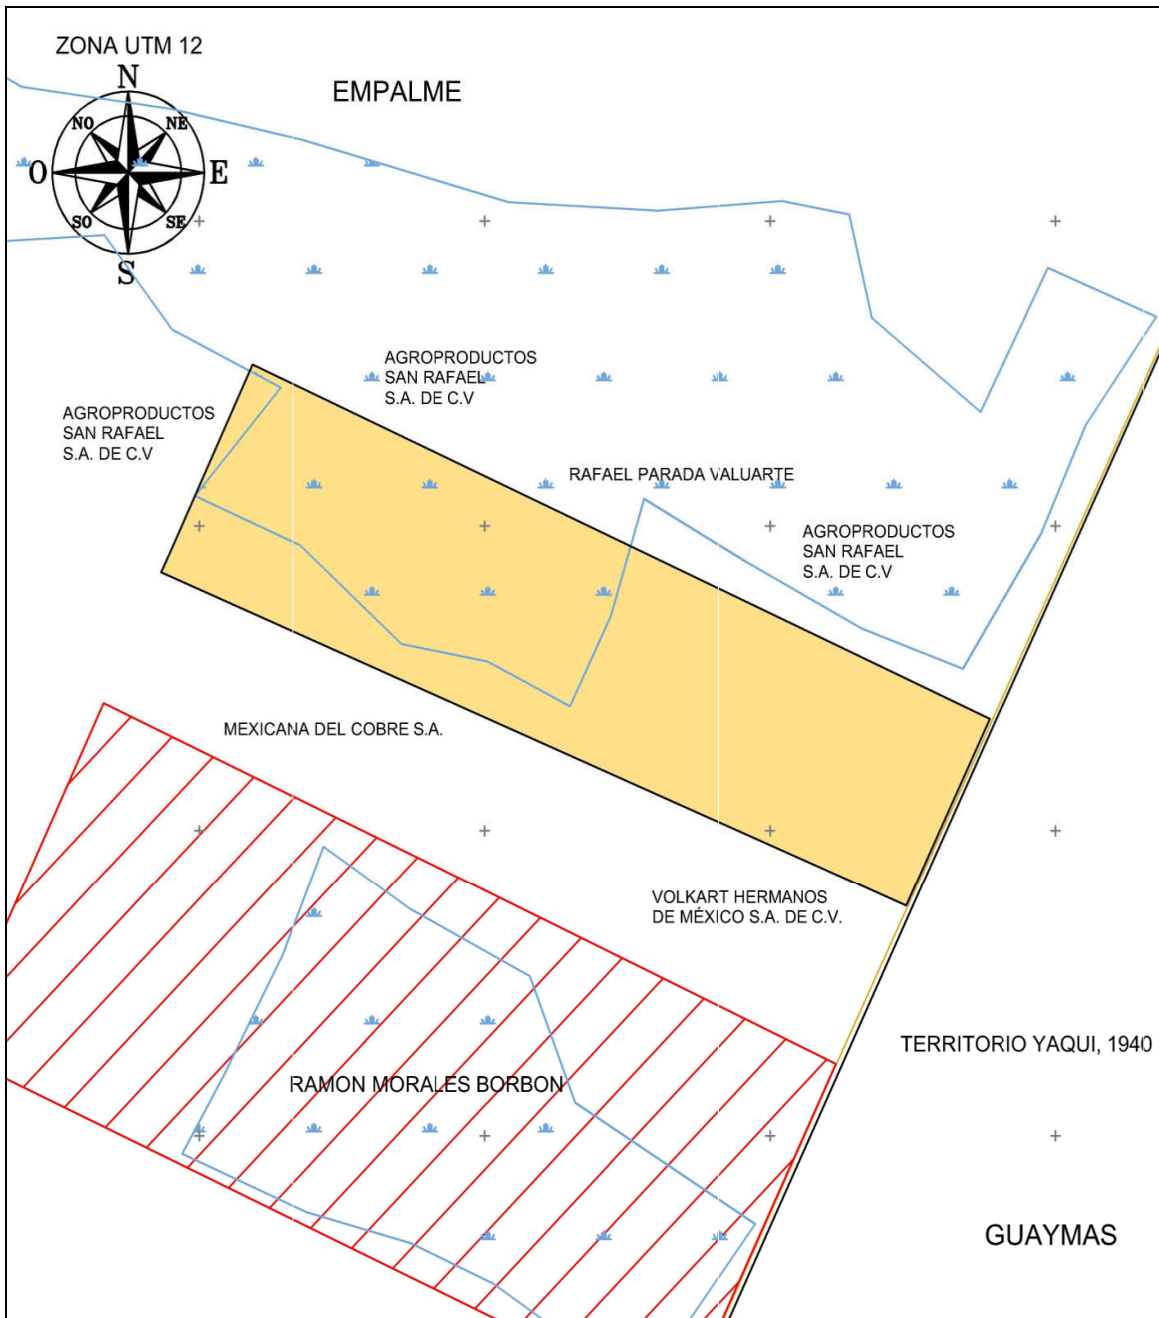 ZONA UTM 12
N
NO
NE
O
E
SO
SE
S
EMPALME
AGROPRODUCTOS
SAN RAFAEL
S.A. DE C.V
AGROPRODUCTOS
SAN RAFAEL
S.A. DE C.V
RAFAEL PARADA VALUARTE
AGROPRODUCTOS
SAN RAFAEL
S.A. DE C.V
MEXICANA DEL COBRE S.A.
VOLKART HERMANOS
DE MÉXICO S.A. DE C.V.
TERRITORIO YAQUI, 1940
RAMON MORALES BORBON
GUAYMAS